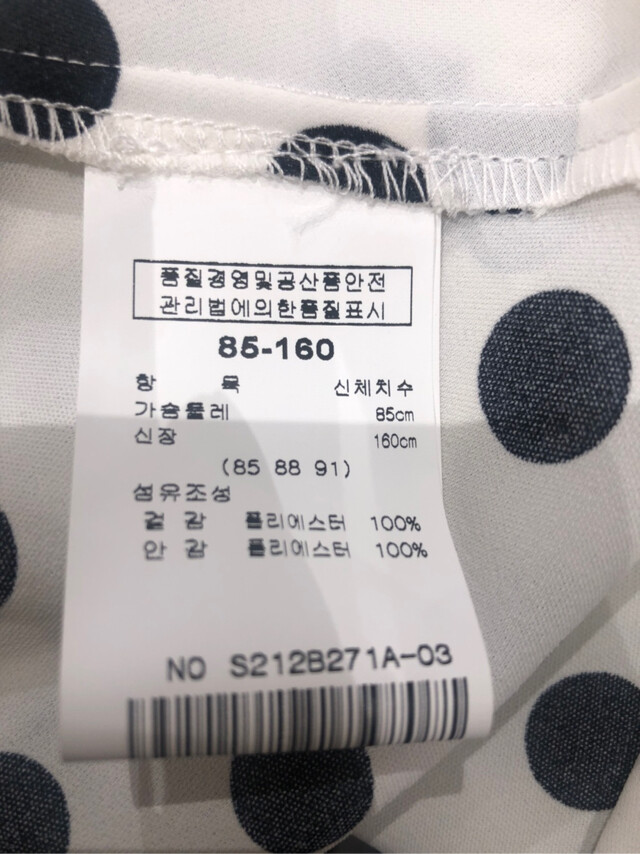 품질경영및공산품안전
관리법에의한품질표시
85-160
항 목 신체치수
가슴둘레 85cm
신장 160cm
(85 88 91)
섬유조성
겉 감 폴리에스터 100%
안 감 폴리에스터 100%
NO S212B271A-03